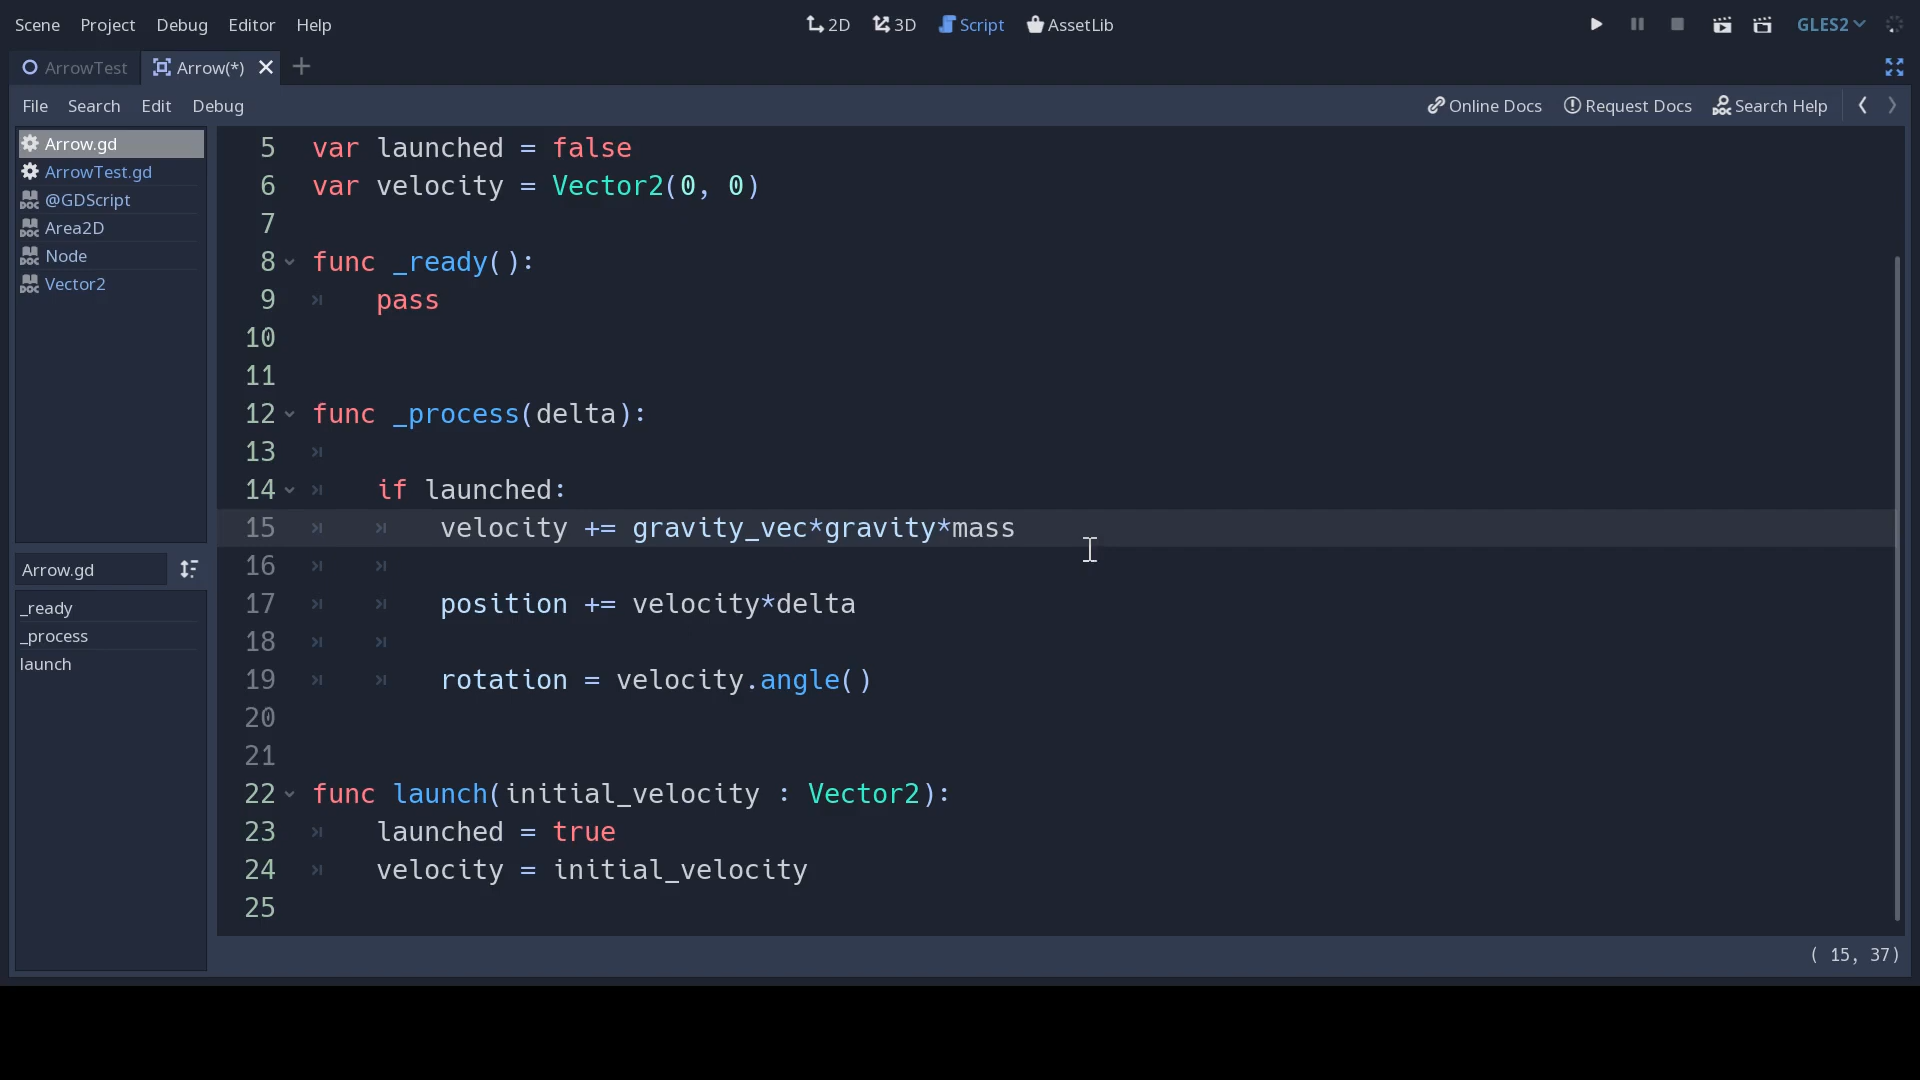 Scene Project Debug Editor Help 2D 3D Script AssetLib GLES2
ArrowTest Arrow(*)
File Search Edit Debug Online Docs Request Docs Search Help
Arrow.gd
ArrowTest.gd
@GDScript
Area2D
Node
Vector2
Arrow.gd
_ready
_process
launch
5 var launched = false
6 var velocity = Vector2(0, 0)
7
8 func _ready():
9 pass
10
11
12 func _process(delta):
13
14 if launched:
15 velocity += gravity_vec*gravity*mass
16
17 position += velocity*delta
18
19 rotation = velocity.angle()
20
21
22 func launch(initial_velocity : Vector2):
23 launched = true
24 velocity = initial_velocity
25
( 15, 37)